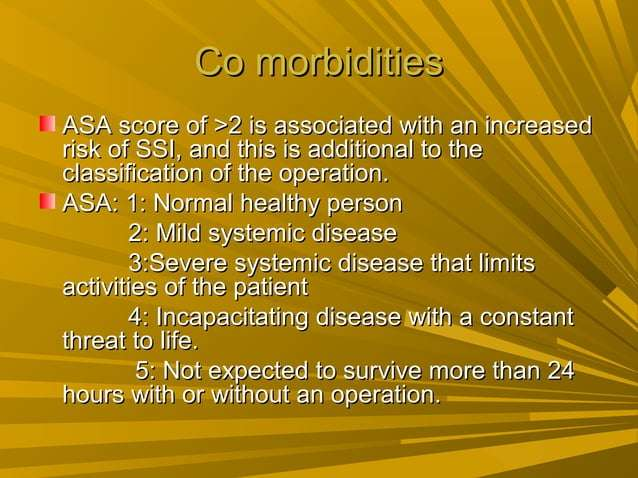 Co morbidities
ASA score of >2 is associated with an increased
risk of SSI, and this is additional to the
classification of the operation.
ASA: 1: Normal healthy person
2: Mild systemic disease
3:Severe systemic disease that limits
activities of the patient
4: Incapacitating disease with a constant
threat to life.
5: Not expected to survive more than 24
hours with or without an operation.